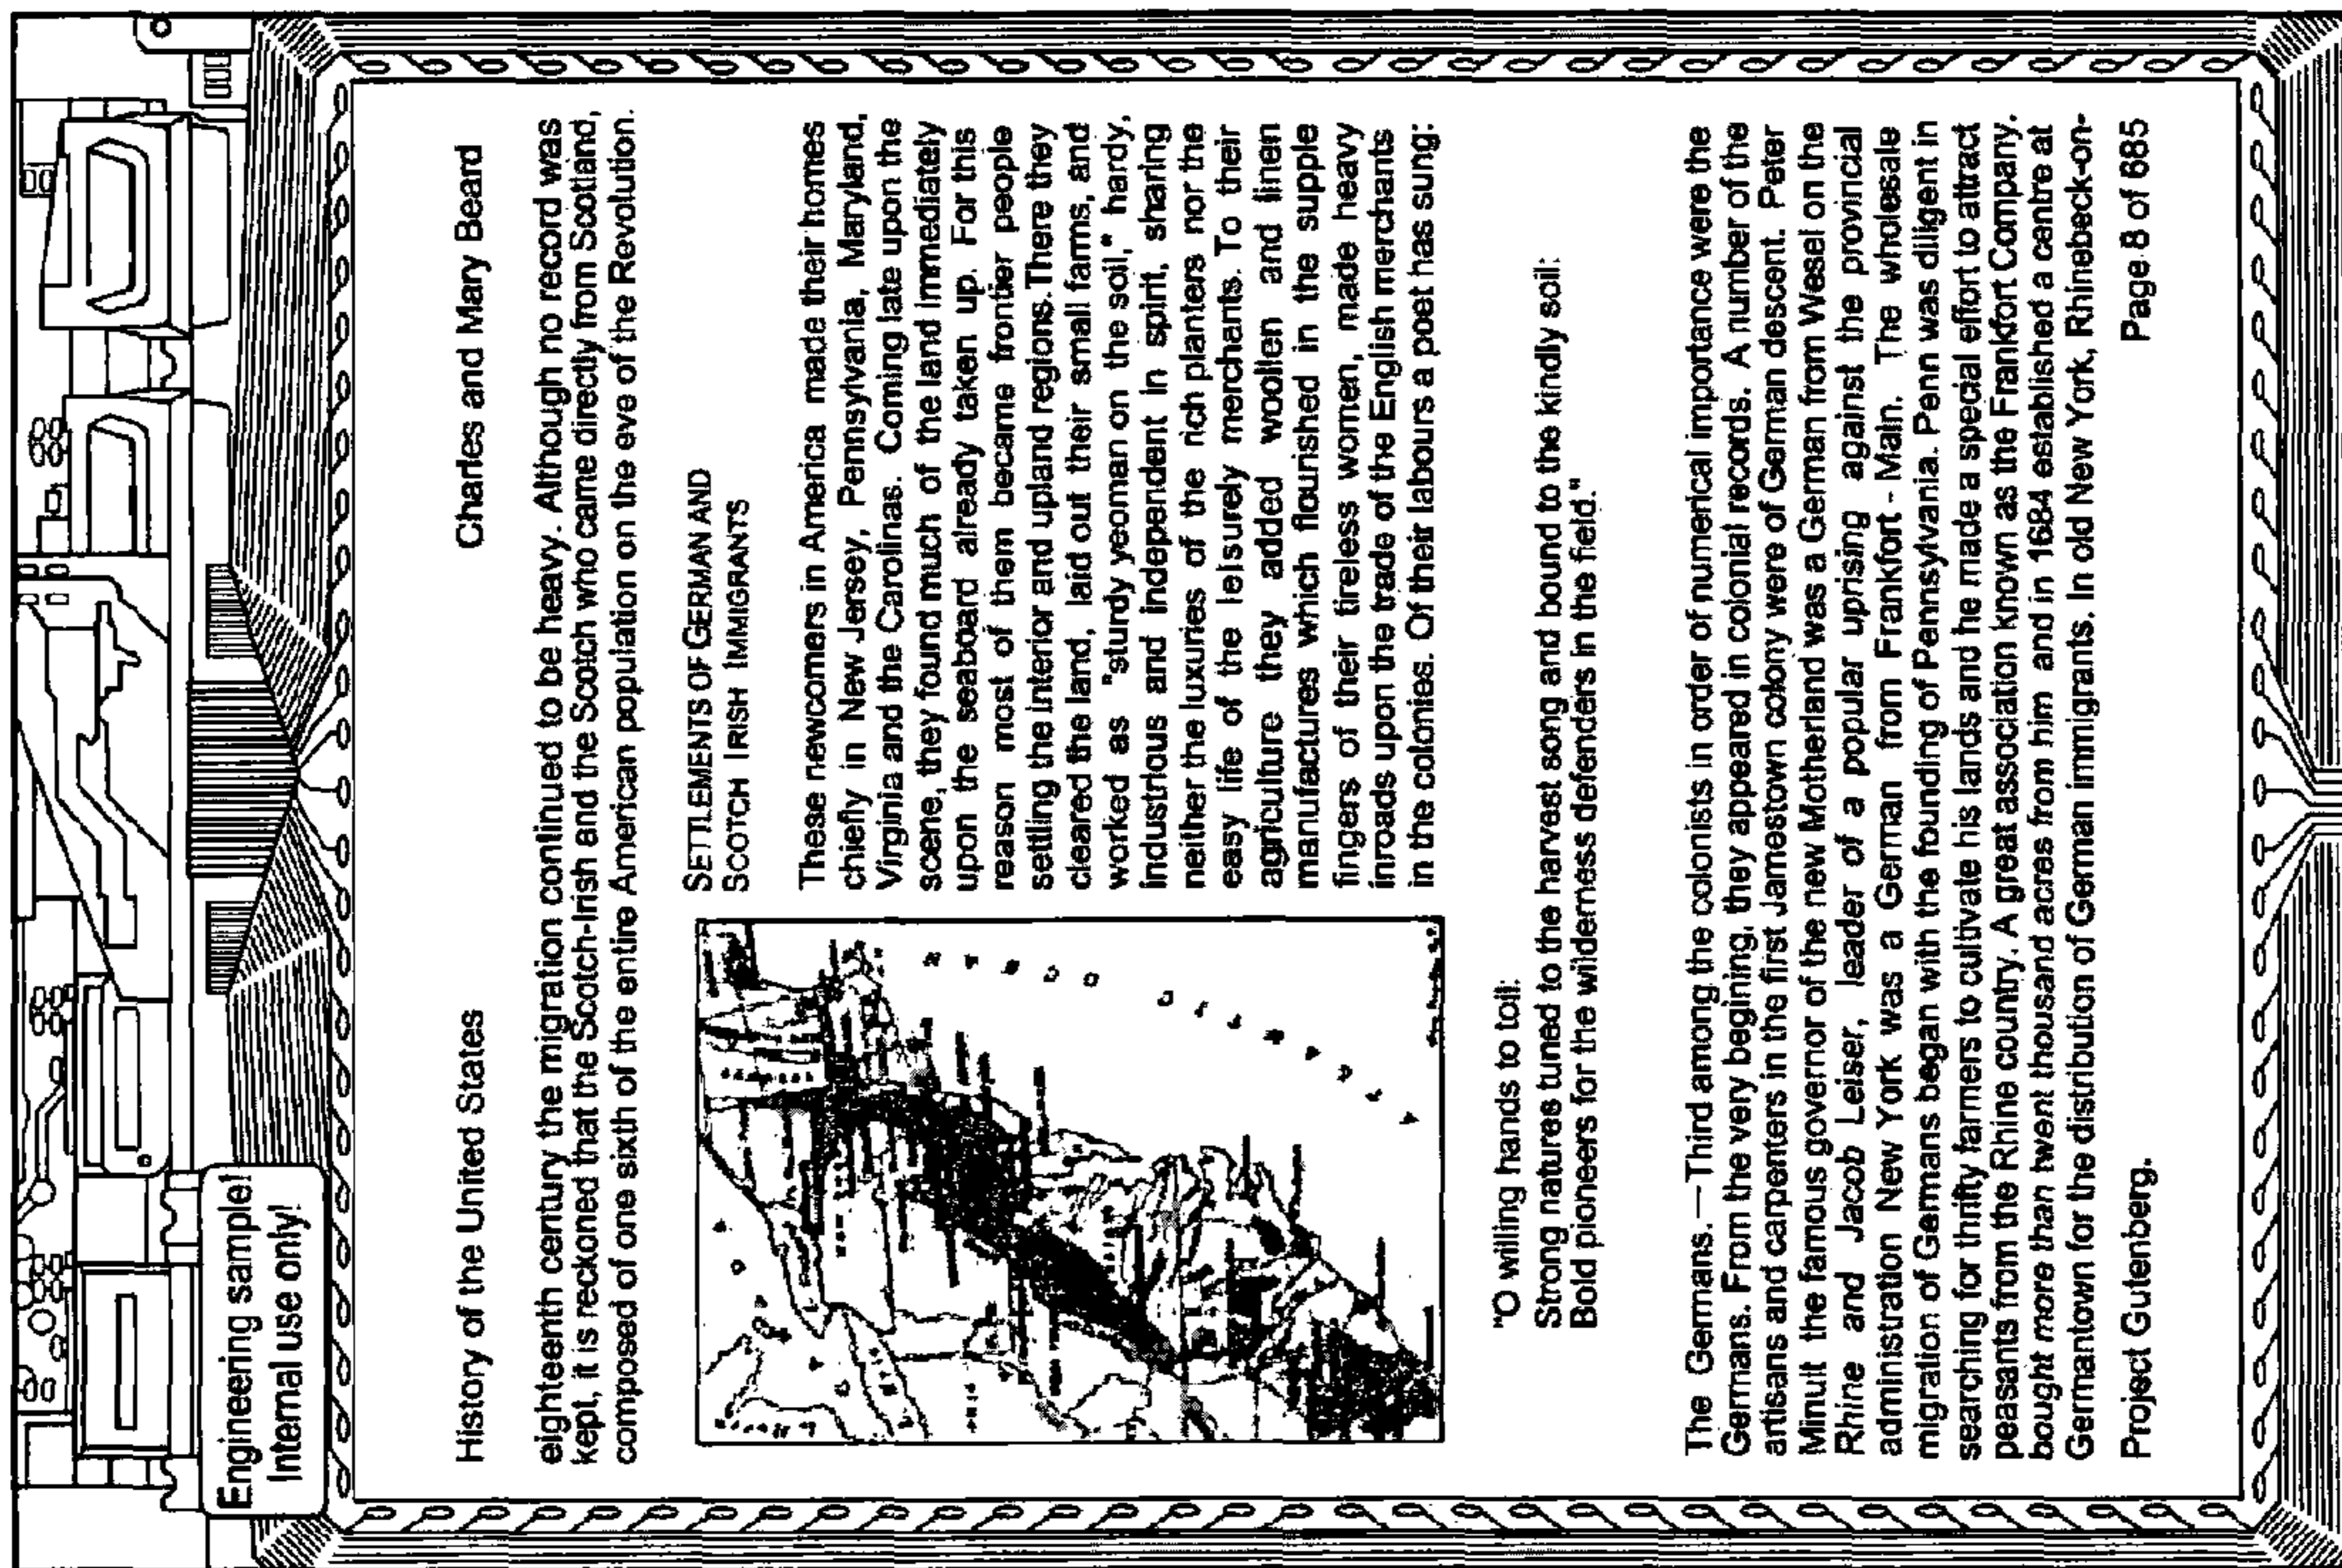 Engineering sample!
Internal use only!
History of the United States
Charles and Mary Beard
eighteenth century the migration continued to be heavy. Although no record was
kept, it is reckoned that the Scotch-Irish and the Scotch who came directly from Scotland,
composed of one sixth of the entire American population on the eve of the Revolution.
SETTLEMENTS OF GERMAN AND
SCOTCH IRISH IMMIGRANTS
These newcomers in America made their homes
chiefly in New Jersey, Pennsylvania, Maryland,
Virginia and the Carolinas. Coming late upon the
scene, they found much of the land immediately
upon the seaboard already taken up. For this
reason most of them became frontier people
settling the interior and upland regions. There they
cleared the land, laid out their small farms, and
worked as "sturdy yeoman on the soil," hardy,
industrious and independent in spirit, sharing
neither the luxuries of the rich planters nor the
easy life of the leisurely merchants. To their
agriculture they added woollen and linen
manufactures which flourished in the supple
fingers of their tireless women, made heavy
inroads upon the trade of the English merchants
in the colonies. Of their labours a poet has sung:
"O willing hands to toil:
Strong natures tuned to the harvest song and bound to the kindly soil:
Bold pioneers for the wilderness defenders in the field."
The Germans.—Third among the colonists in order of numerical importance were the
Germans. From the very begining, they appeared in colonial records. A number of the
artisans and carpenters in the first Jamestown colony were of German descent. Peter
Minuit the famous governor of the new Motherland was a German from Wesel on the
Rhine and Jacob Leiser, leader of a popular uprising against the provincial
administration New York was a German from Frankfort - Main. The wholesale
migration of Germans began with the founding of Pennsylvania. Penn was diligent in
searching for thrifty farmers to cultivate his lands and he made a special effort to attract
peasants from the Rhine country. A great association known as the Frankfort Company.
bought more than twent thousand acres from him and in 1684 established a centre at
Germantown for the distribution of German immigrants. In old New York, Rhinebeck-on-
Project Gutenberg.
Page 8 of 685